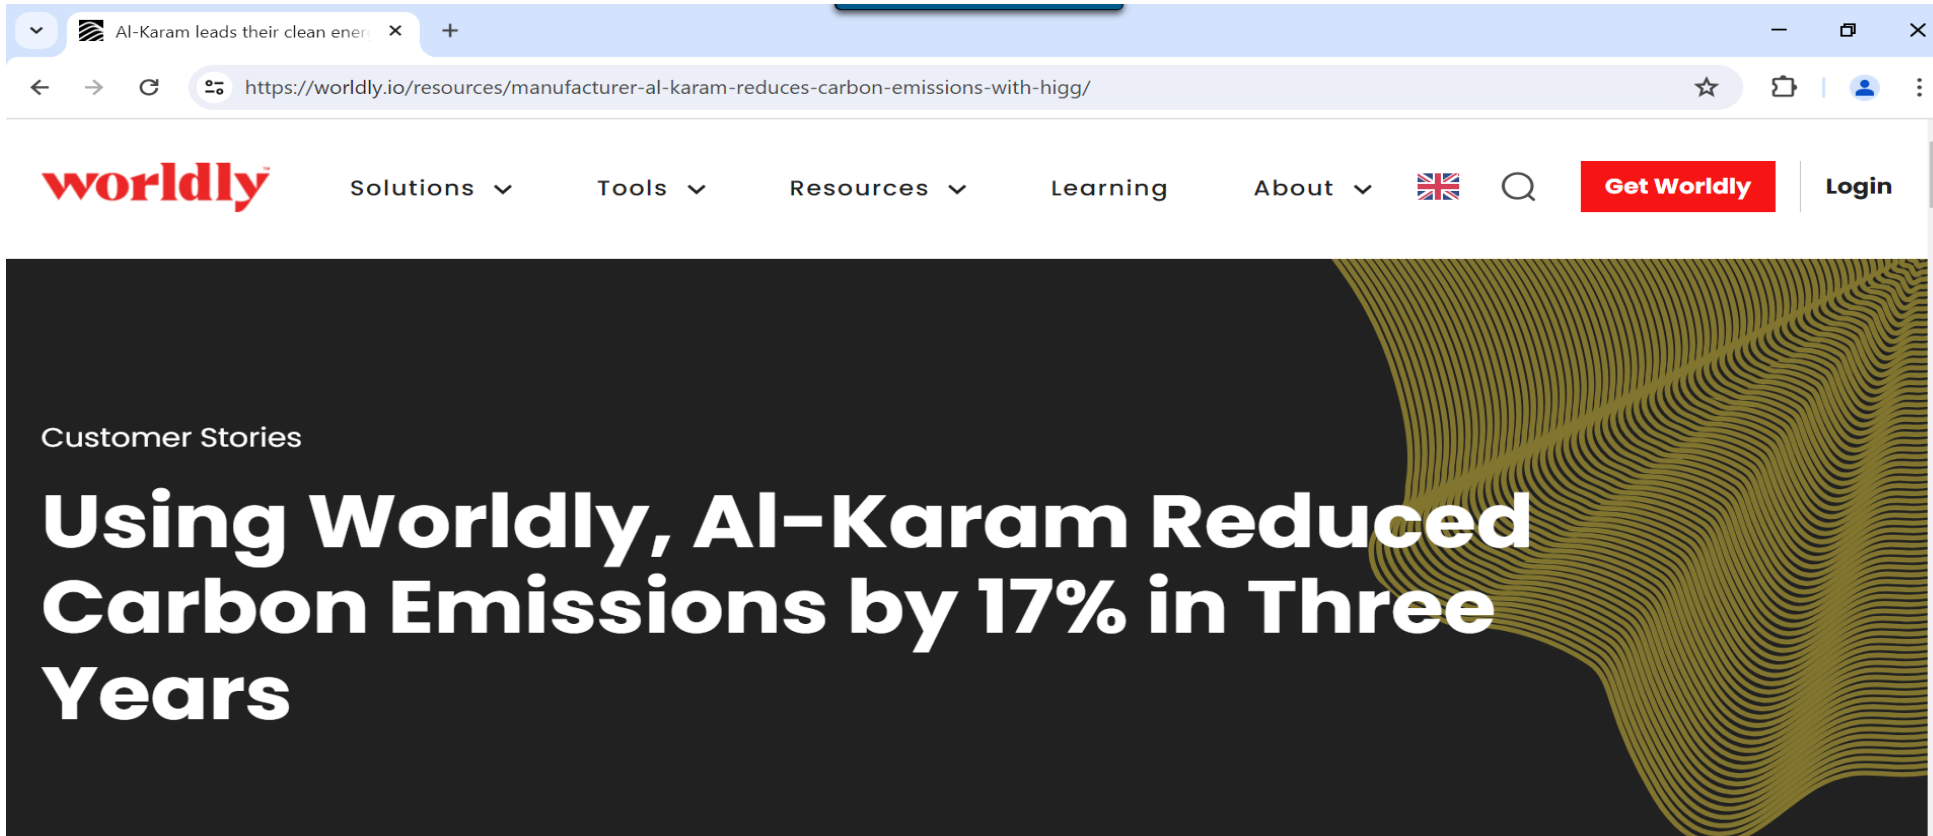 Al-Karam leads their clean ener
https://worldly.io/resources/manufacturer-al-karam-reduces-carbon-emissions-with-higg/
worldly
Solutions
Tools
Resources
Learning
About
Get Worldly
Login
Customer Stories
Using Worldly, Al-Karam Reduced
Carbon Emissions by 17% in Three
Years